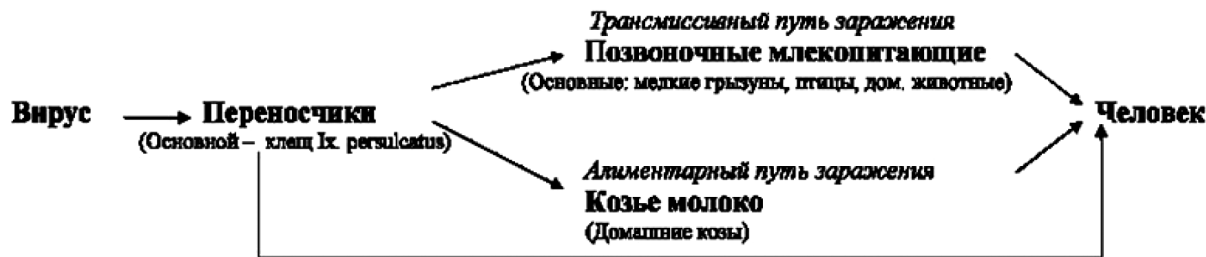 Трансмиссивный путь заражения
Позвоночные млекопитающие
(Основные: мелкие грызуны, птицы, дом. животные)
Вирус
Переносчики
(Основной – клещ Ix. persulcatus)
Человек
Алиментарный путь заражения
Козье молоко
(Домашние козы)